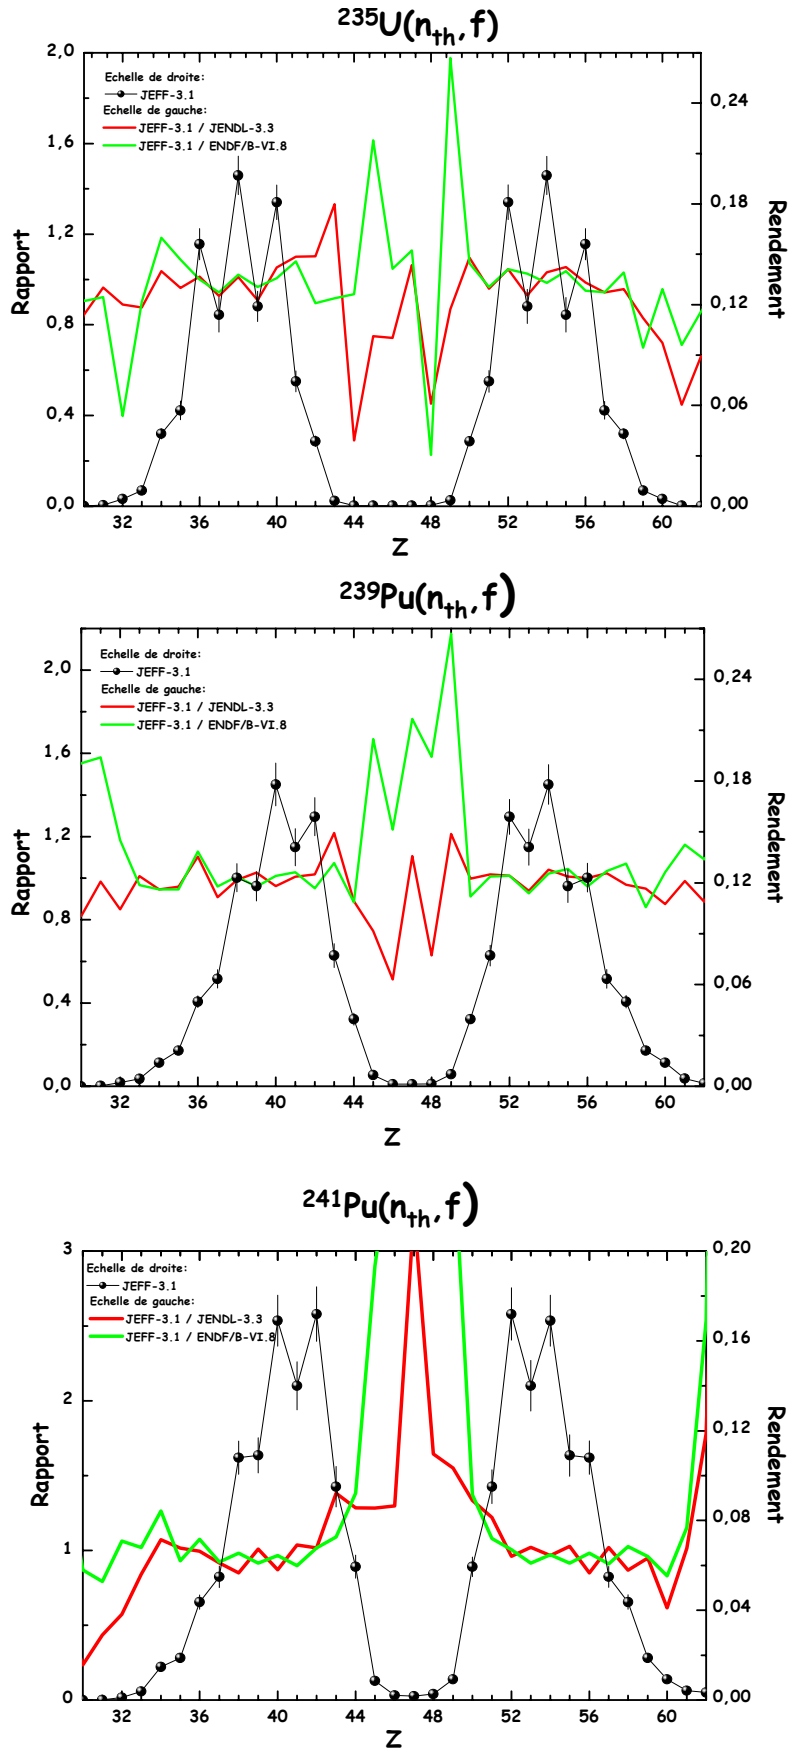 ²³⁵U(nₜₕ,f)
Echelle de droite:
JEFF-3.1
Echelle de gauche:
JEFF-3.1 / JENDL-3.3
JEFF-3.1 / ENDF/B-VI.8
2,0
1,6
1,2
0,8
0,4
0,0
Rapport
0,24
0,18
0,12
0,06
0,00
Rendement
32 36 40 44 48 52 56 60
Z
²³⁹Pu(nₜₕ,f)
Echelle de droite:
JEFF-3.1
Echelle de gauche:
JEFF-3.1 / JENDL-3.3
JEFF-3.1 / ENDF/B-VI.8
2,0
1,6
1,2
0,8
0,4
0,0
Rapport
0,24
0,18
0,12
0,06
0,00
Rendement
32 36 40 44 48 52 56 60
Z
²⁴¹Pu(nₜₕ,f)
Echelle de droite:
JEFF-3.1
Echelle de gauche:
JEFF-3.1 / JENDL-3.3
JEFF-3.1 / ENDF/B-VI.8
3
2
1
0
Rapport
0,20
0,16
0,12
0,08
0,04
0,00
Rendement
32 36 40 44 48 52 56 60
Z